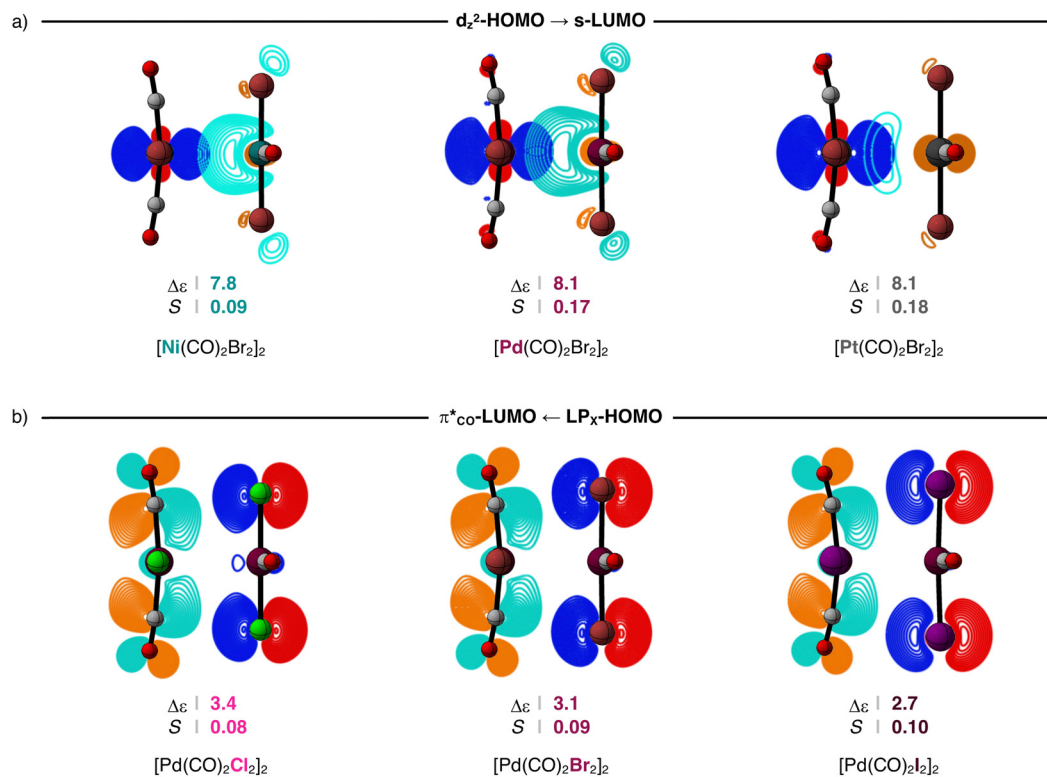 a) d_z²-HOMO → s-LUMO
Δε | 7.8 Δε | 8.1 Δε | 8.1
S | 0.09 S | 0.17 S | 0.18
[Ni(CO)₂Br₂]₂ [Pd(CO)₂Br₂]₂ [Pt(CO)₂Br₂]₂
b) π*CO-LUMO ← LPX-HOMO
Δε | 3.4 Δε | 3.1 Δε | 2.7
S | 0.08 S | 0.09 S | 0.10
[Pd(CO)₂Cl₂]₂ [Pd(CO)₂Br₂]₂ [Pd(CO)₂I₂]₂